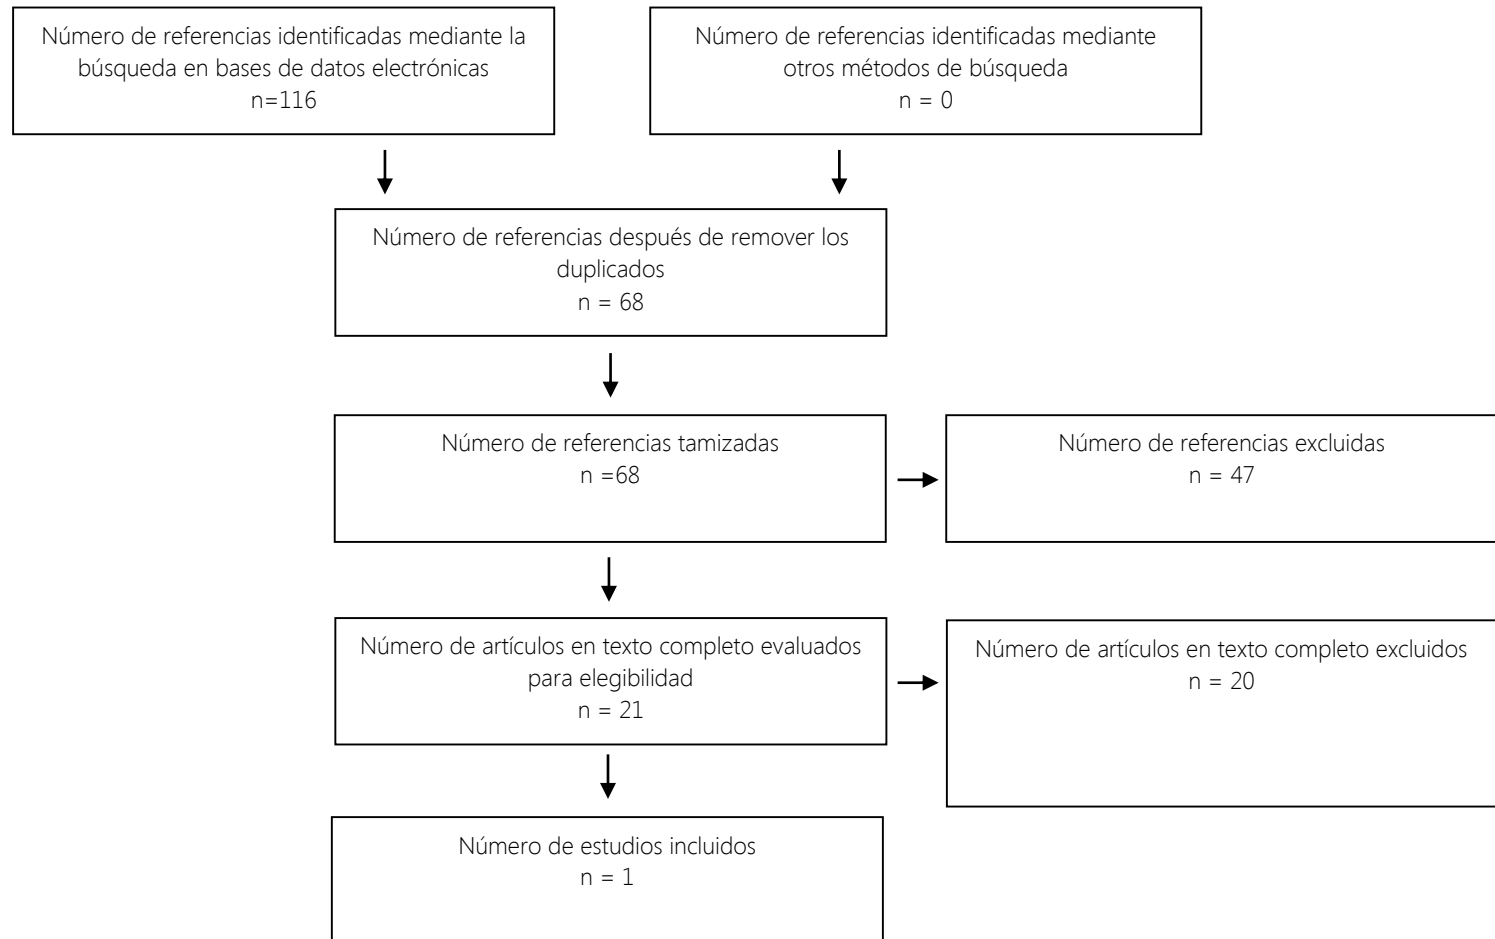 Número de referencias identificadas mediante la
búsqueda en bases de datos electrónicas
n=116
Número de referencias identificadas mediante
otros métodos de búsqueda
n = 0
Número de referencias después de remover los
duplicados
n = 68
Número de referencias tamizadas
n =68
Número de referencias excluidas
n = 47
Número de artículos en texto completo evaluados
para elegibilidad
n = 21
Número de artículos en texto completo excluidos
n = 20
Número de estudios incluidos
n = 1